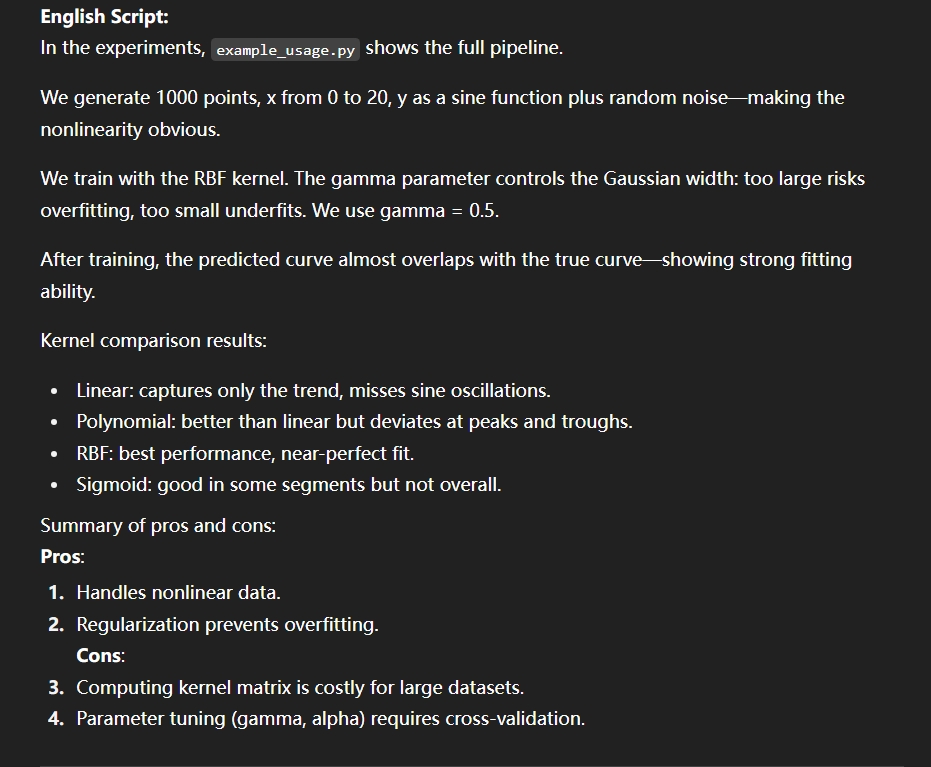 English Script:
In the experiments, example_usage.py shows the full pipeline.
We generate 1000 points, x from 0 to 20, y as a sine function plus random noise—making the
nonlinearity obvious.
We train with the RBF kernel. The gamma parameter controls the Gaussian width: too large risks
overfitting, too small underfits. We use gamma = 0.5.
After training, the predicted curve almost overlaps with the true curve—showing strong fitting
ability.
Kernel comparison results:
• Linear: captures only the trend, misses sine oscillations.
• Polynomial: better than linear but deviates at peaks and troughs.
• RBF: best performance, near-perfect fit.
• Sigmoid: good in some segments but not overall.
Summary of pros and cons:
Pros:
1. Handles nonlinear data.
2. Regularization prevents overfitting.
Cons:
3. Computing kernel matrix is costly for large datasets.
4. Parameter tuning (gamma, alpha) requires cross-validation.